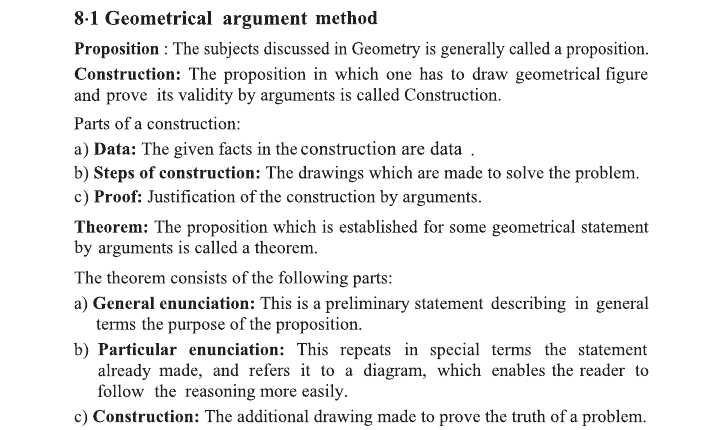 8·1 Geometrical argument method
Proposition : The subjects discussed in Geometry is generally called a proposition.
Construction: The proposition in which one has to draw geometrical figure
and prove its validity by arguments is called Construction.
Parts of a construction:
a) Data: The given facts in the construction are data .
b) Steps of construction: The drawings which are made to solve the problem.
c) Proof: Justification of the construction by arguments.
Theorem: The proposition which is established for some geometrical statement
by arguments is called a theorem.
The theorem consists of the following parts:
a) General enunciation: This is a preliminary statement describing in general
terms the purpose of the proposition.
b) Particular enunciation: This repeats in special terms the statement
already made, and refers it to a diagram, which enables the reader to
follow the reasoning more easily.
c) Construction: The additional drawing made to prove the truth of a problem.